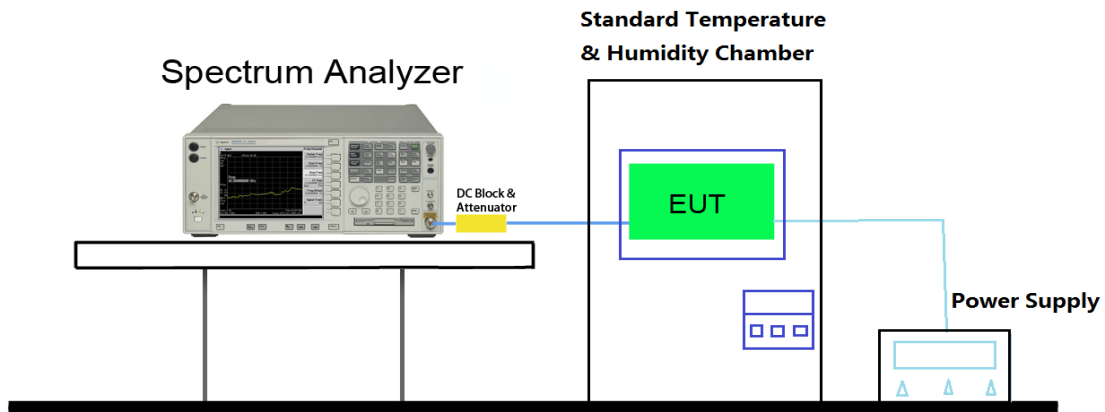 Standard Temperature
& Humidity Chamber
Spectrum Analyzer
DC Block &
Attenuator
EUT
Power Supply